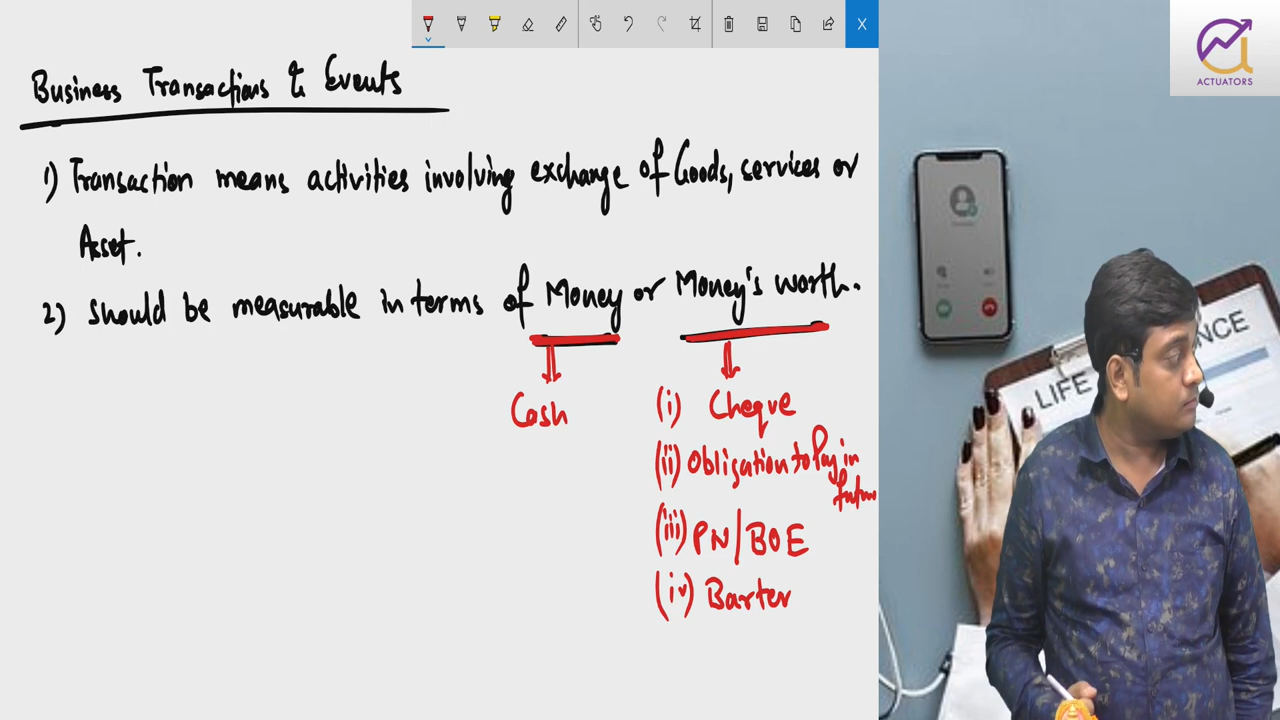 Business Transactions & Events
1) Transaction means activities involving exchange of Goods, services or
Asset.
2) Should be measurable in terms of Money or Money's worth.
Cash
(i) Cheque
(ii) Obligation to Pay in
future
(iii) PN/BOE
(iv) Barter
ACTUATORS
LIFE
NCE